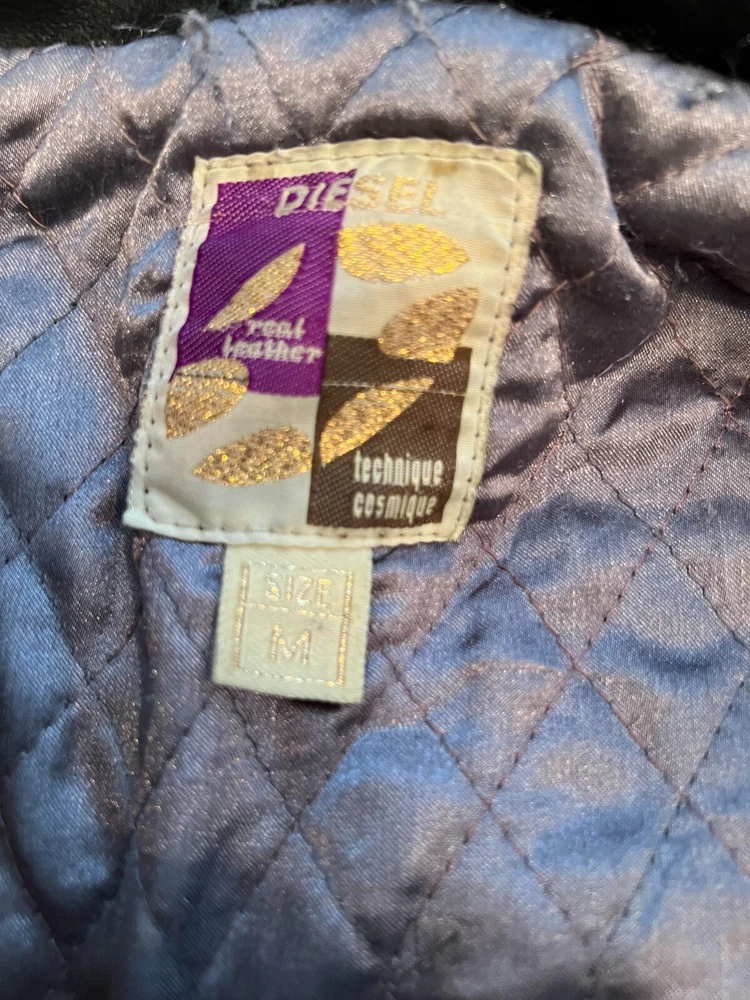 DIESEL
real
leather
technique
cosmique
SIZE
M